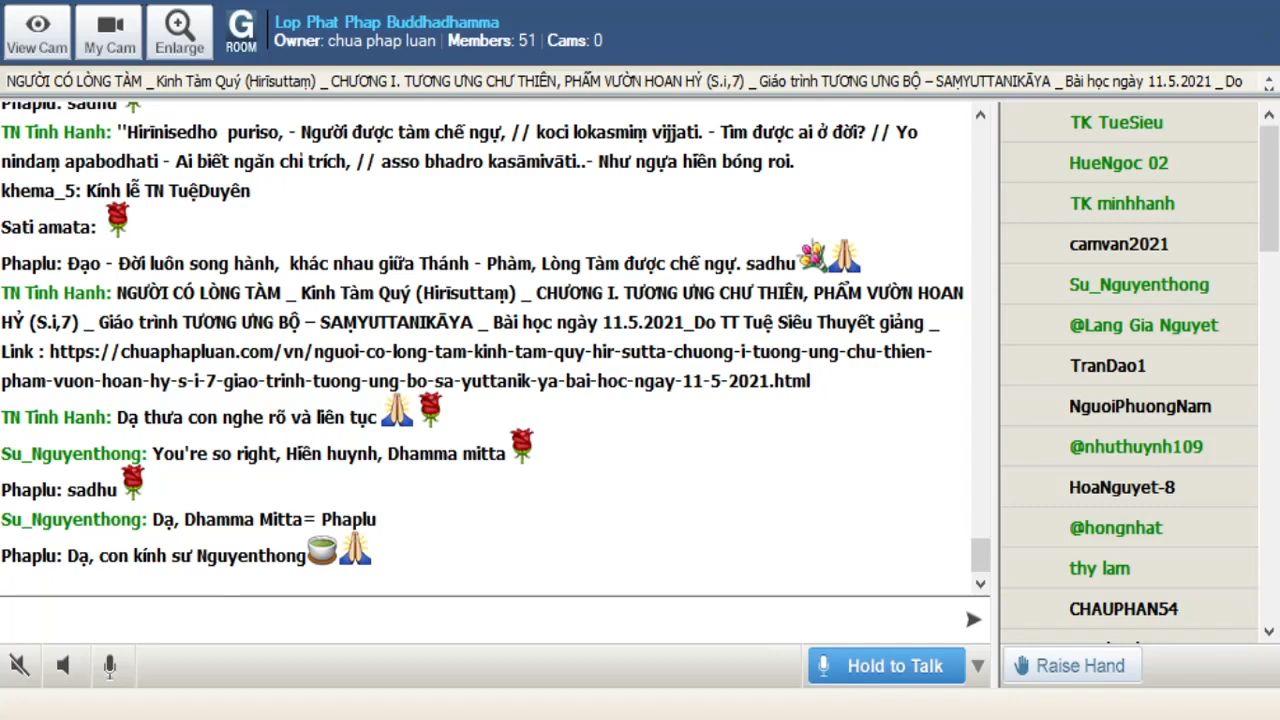 View Cam
My Cam
Enlarge
G
ROOM
Lop Phat Phap Buddhadhamma
Owner: chua phap luan | Members: 51 | Cams: 0
NGƯỜI CÓ LÒNG TÀM _ Kinh Tàm Quý (Hirīsuttaṃ) _ CHƯƠNG I. TƯƠNG ƯNG CHƯ THIÊN, PHẨM VƯỜN HOAN HỶ (S.i,7) _ Giáo trình TƯƠNG ƯNG BỘ – SAṂYUTTANIKĀYA _ Bài học ngày 11.5.2021 _ Do
Phaplu: sadhu
TN Tinh Hanh: ''Hirīnisedho puriso, - Người được tàm chế ngự, // koci lokasmiṃ vijjati. - Tìm được ai ở đời? // Yo
nindaṃ apabodhati - Ai biết ngăn chỉ trích, // asso bhadro kasāmivāti..- Như ngựa hiền bóng roi.
khema_5: Kính lễ TN TuệDuyên
Sati amata:
Phaplu: Đạo - Đời luôn song hành, khác nhau giữa Thánh - Phàm, Lòng Tàm được chế ngự. sadhu
TN Tinh Hanh: NGƯỜI CÓ LÒNG TÀM _ Kinh Tàm Quý (Hirīsuttaṃ) _ CHƯƠNG I. TƯƠNG ƯNG CHƯ THIÊN, PHẨM VƯỜN HOAN
HỶ (S.i,7) _ Giáo trình TƯƠNG ƯNG BỘ – SAṂYUTTANIKĀYA _ Bài học ngày 11.5.2021_Do TT Tuệ Siêu Thuyết giảng _
Link : https://chuaphapluan.com/vn/nguoi-co-long-tam-kinh-tam-quy-hir-sutta-chuong-i-tuong-ung-chu-thien-
pham-vuon-hoan-hy-s-i-7-giao-trinh-tuong-ung-bo-sa-yuttanik-ya-bai-hoc-ngay-11-5-2021.html
TN Tinh Hanh: Dạ thưa con nghe rõ và liên tục
Su_Nguyenthong: You're so right, Hiền huynh, Dhamma mitta
Phaplu: sadhu
Su_Nguyenthong: Dạ, Dhamma Mitta= Phaplu
Phaplu: Dạ, con kính sư Nguyenthong
TK TueSieu
HueNgoc 02
TK minhhanh
camvan2021
Su_Nguyenthong
@Lang Gia Nguyet
TranDao1
NguoiPhuongNam
@nhuthuynh109
HoaNguyet-8
@hongnhat
thy lam
CHAUPHAN54
Hold to Talk
Raise Hand